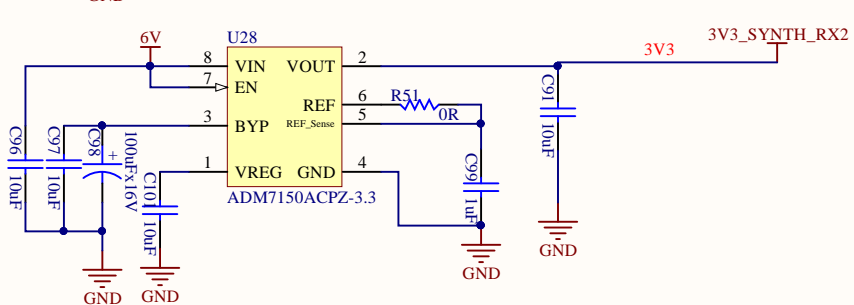 GND
6V
U28
3V3
3V3_SYNTH_RX2
8
VIN
VOUT
2
7
EN
REF
6
R51
0R
REF_Sense
5
3
BYP
1
VREG
GND
4
ADM7150ACPZ-3.3
C96
10uF
C97
10uF
C98
+
100uFx16V
C101
10uF
C99
1uF
C91
10uF
GND
GND
GND
GND